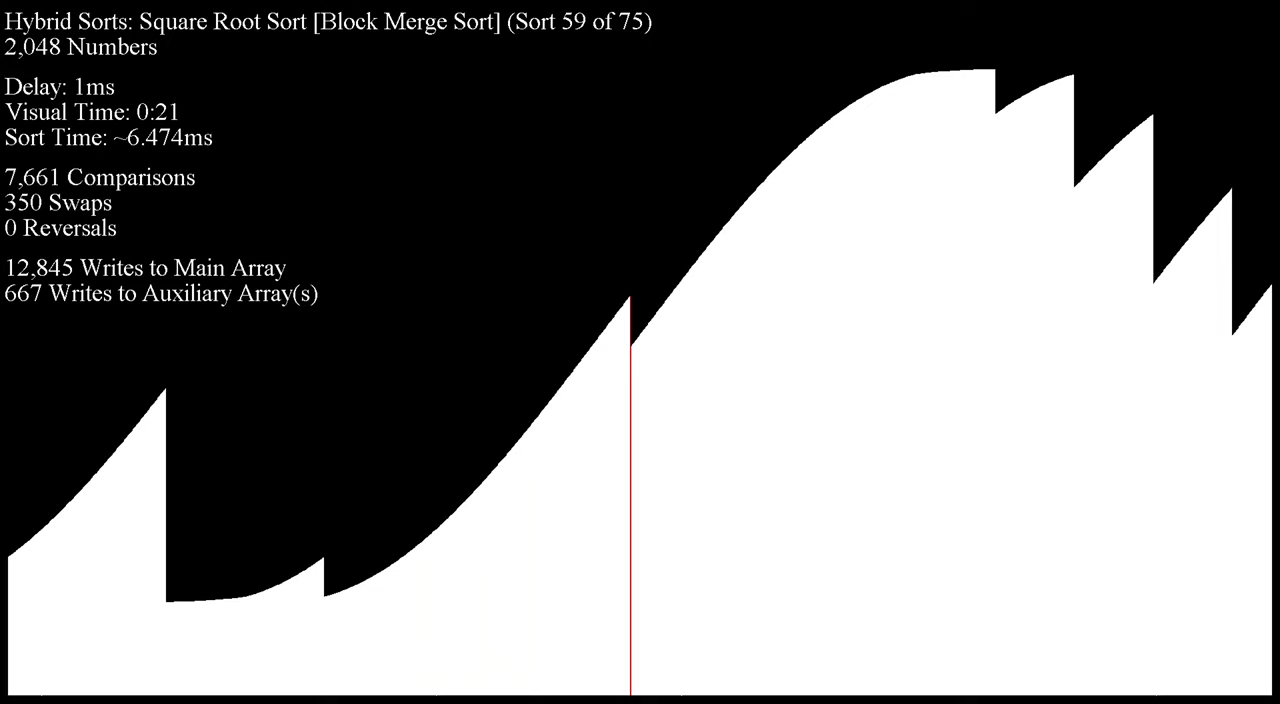 Hybrid Sorts: Square Root Sort [Block Merge Sort] (Sort 59 of 75)
2,048 Numbers
Delay: 1ms
Visual Time: 0:21
Sort Time: ~6.474ms
7,661 Comparisons
350 Swaps
0 Reversals
12,845 Writes to Main Array
667 Writes to Auxiliary Array(s)